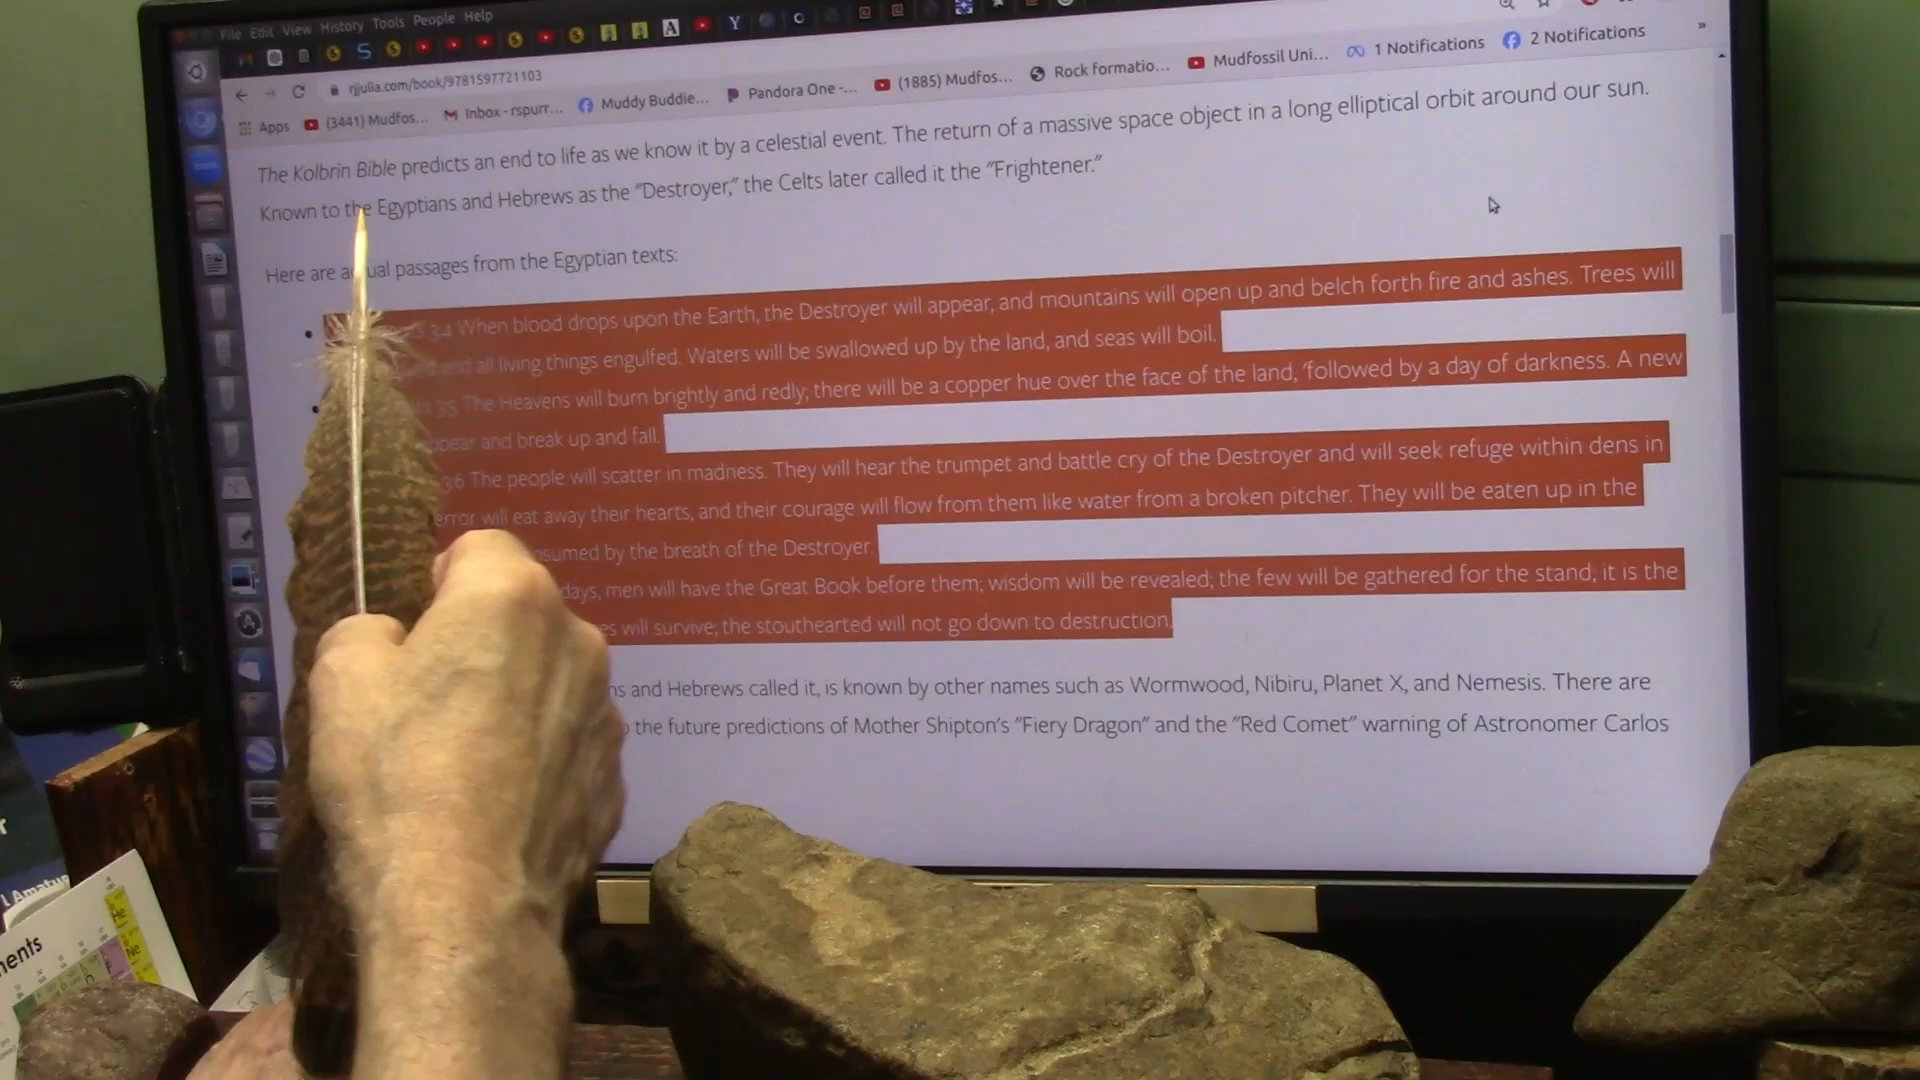 File Edit View History Tools People Help
rjjulia.com/book/9781597721103
Apps (3441) Mudfos... Inbox - rspurr... Muddy Buddie... Pandora One -... (1885) Mudfos... Rock formatio... Mudfossil Uni... 1 Notifications 2 Notifications »
The Kolbrin Bible predicts an end to life as we know it by a celestial event. The return of a massive space object in a long elliptical orbit around our sun.
Known to the Egyptians and Hebrews as the "Destroyer," the Celts later called it the "Frightener."
Here are actual passages from the Egyptian texts:
3:4 When blood drops upon the Earth, the Destroyer will appear, and mountains will open up and belch forth fire and ashes. Trees will
and all living things engulfed. Waters will be swallowed up by the land, and seas will boil.
3:5 The Heavens will burn brightly and redly; there will be a copper hue over the face of the land, 'followed by a day of darkness. A new
appear and break up and fall.
3:6 The people will scatter in madness. They will hear the trumpet and battle cry of the Destroyer and will seek refuge within dens in
error will eat away their hearts, and their courage will flow from them like water from a broken pitcher. They will be eaten up in the
nsumed by the breath of the Destroyer.
days, men will have the Great Book before them; wisdom will be revealed; the few will be gathered for the stand; it is the
es will survive; the stouthearted will not go down to destruction.
ns and Hebrews called it, is known by other names such as Wormwood, Nibiru, Planet X, and Nemesis. There are
the future predictions of Mother Shipton's "Fiery Dragon" and the "Red Comet" warning of Astronomer Carlos
He
Ne
ments